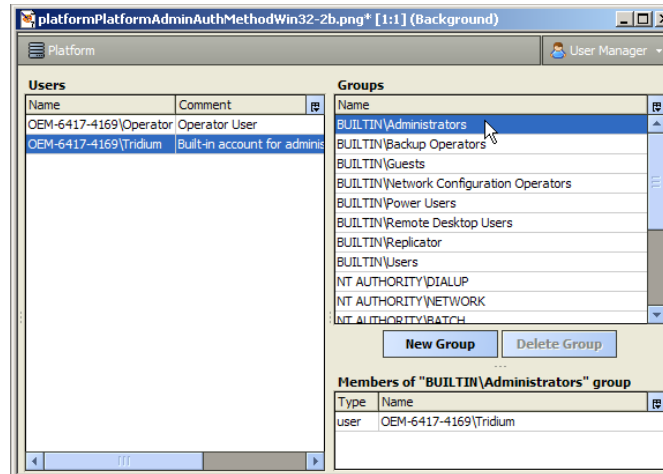 platformPlatformAdminAuthMethodWin32-2b.png* [1:1] (Background)
Platform
User Manager
Users
Name Comment
OEM-6417-4169\Operator Operator User
OEM-6417-4169\Tridium Built-in account for adminis
Groups
Name
BUILTIN\Administrators
BUILTIN\Backup Operators
BUILTIN\Guests
BUILTIN\Network Configuration Operators
BUILTIN\Power Users
BUILTIN\Remote Desktop Users
BUILTIN\Replicator
BUILTIN\Users
NT AUTHORITY\DIALUP
NT AUTHORITY\NETWORK
NT AUTHORITY\BATCH
New Group Delete Group
Members of "BUILTIN\Administrators" group
Type Name
user OEM-6417-4169\Tridium